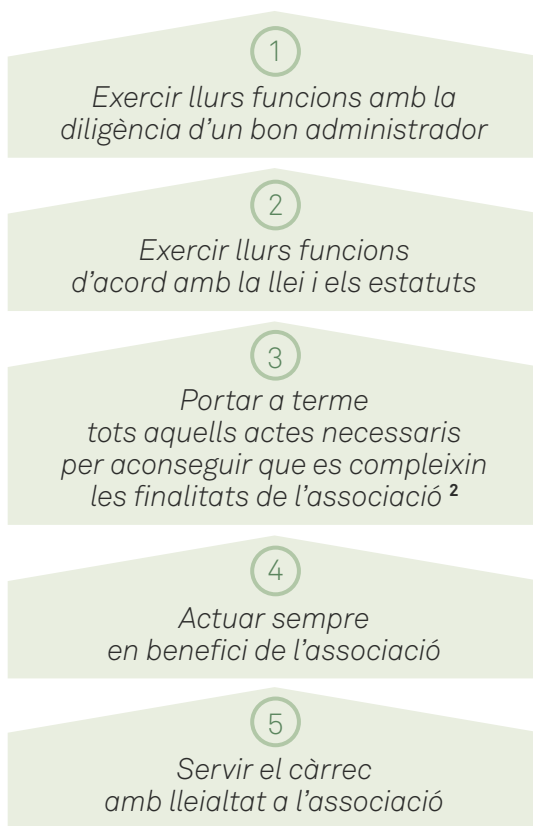 1
Exercir llurs funcions amb la
diligència d’un bon administrador
2
Exercir llurs funcions
d’acord amb la llei i els estatuts
3
Portar a terme
tots aquells actes necessaris
per aconseguir que es compleixin
les finalitats de l’associació ²
4
Actuar sempre
en benefici de l’associació
5
Servir el càrrec
amb lleialtat a l’associació